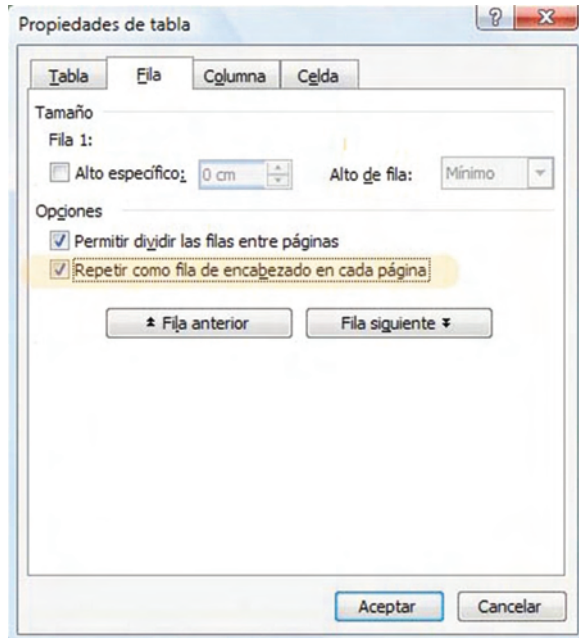 Propiedades de tabla
Tabla Fila Columna Celda
Tamaño
Fila 1:
Alto específico: 0 cm Alto de fila: Mínimo
Opciones
Permitir dividir las filas entre páginas
Repetir como fila de encabezado en cada página
Fila anterior Fila siguiente
Aceptar Cancelar